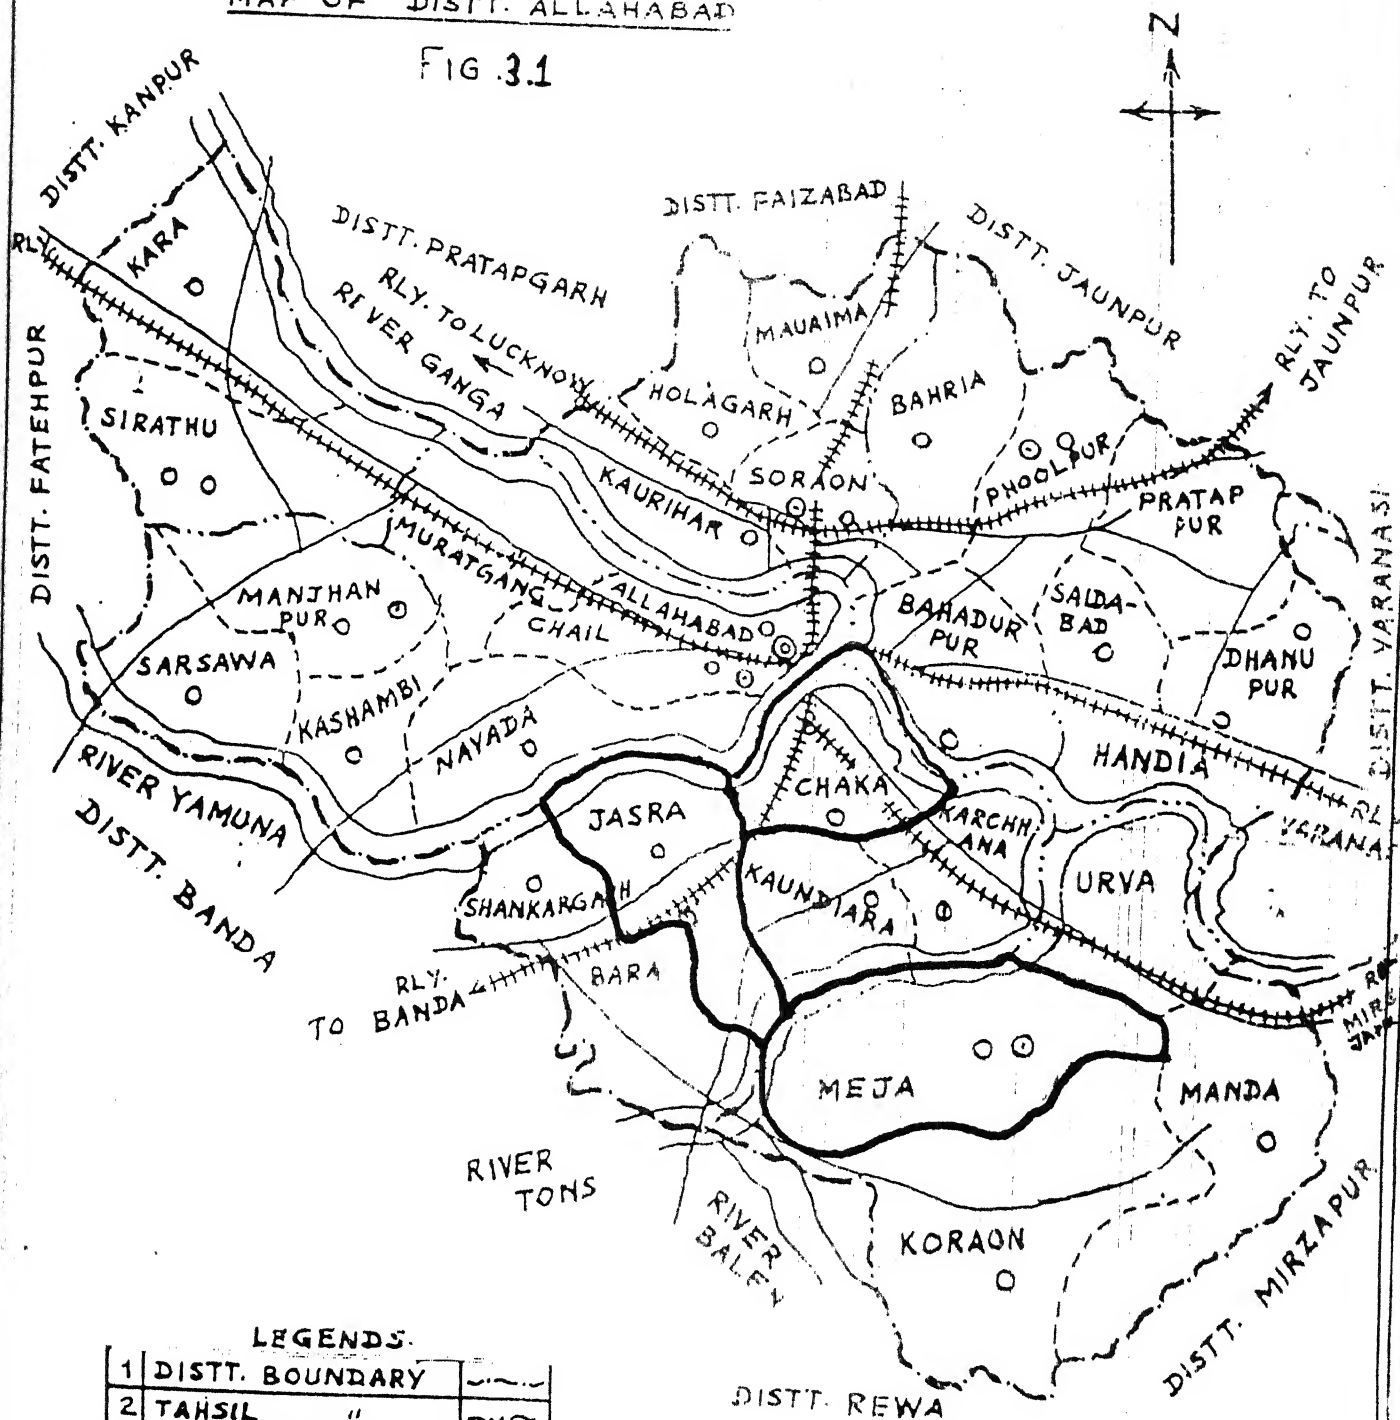 MAP OF DISTT. ALLAHABAD
FIG .3.1
N
DISTT. KANPUR
DISTT. FAIZABAD
DISTT. PRATAPGARH
DISTT. JAUNPUR
RLY. TO
JAUNPUR
RLY. TO LUCKNOW
RIVER GANGA
RLY
KARA
MAUAIMA
HOLAGARH
BAHRIA
DISTT. FATEHPUR
SIRATHU
SORAON
PHOOLPUR
KAURIHAR
PRATAP
PUR
DISTT. VARANASI
MURATGANG
MANJHAN
PUR
ALLAHABAD
CHAIL
BAHADUR
PUR
SAIDA-
BAD
DHANU
PUR
SARSAWA
KASHAMBI
NAYADA
HANDIA
RIVER YAMUNA
DISTT. BANDA
JASRA
CHAKA
KARCHH
ANA
RL
VARANA
URVA
SHANKARGAH
KAUNDIARA
BARA
RLY.
TO BANDA
MEJA
MANDA
RIVER
TONS
RIVER
BALEN
KORAON
DISTT. MIRZAPUR
DISTT. REWA
LEGENDS.
1 DISTT. BOUNDARY
2 TAHSIL "